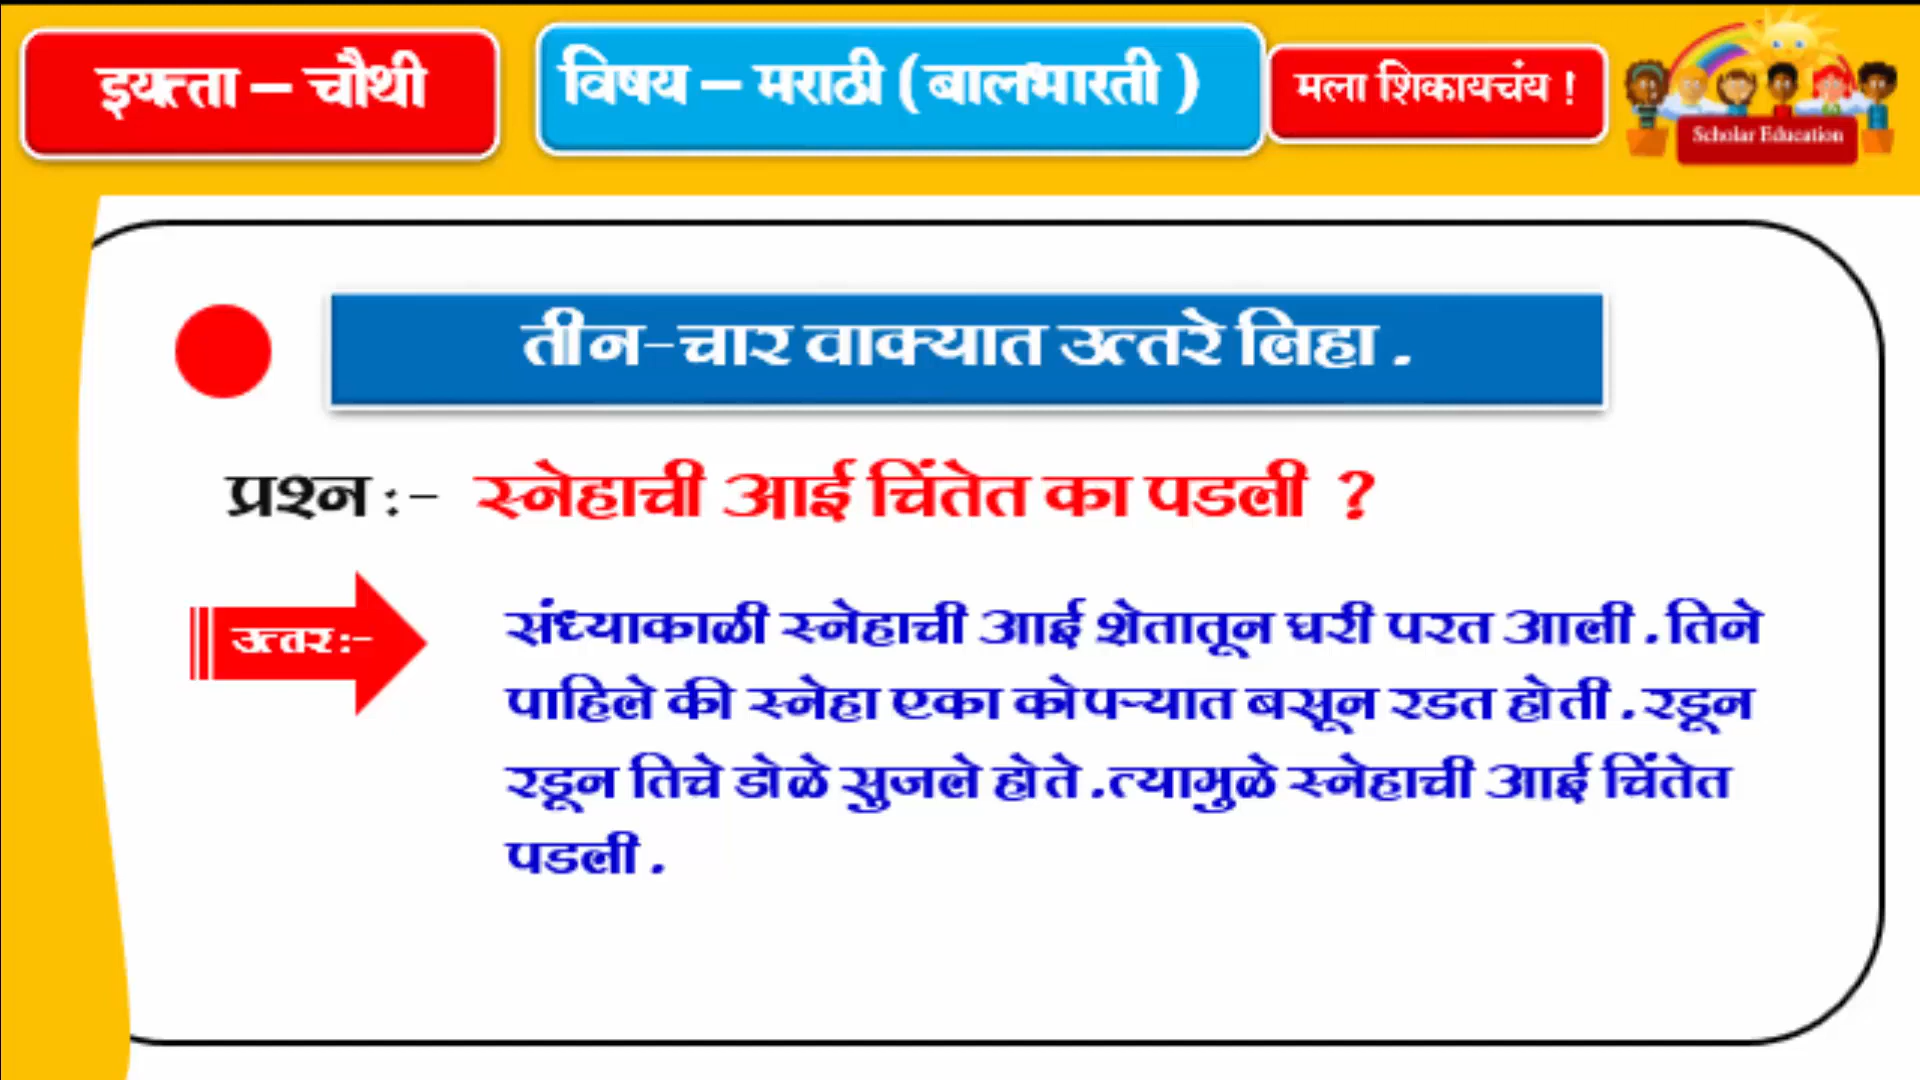 इयत्ता – चौथी
विषय – मराठी ( बालभारती )
मला शिकायचंय !
Scholar Education
तीन-चार वाक्यात उत्तरे लिहा .
प्रश्न :- स्नेहाची आई चिंतेत का पडली ?
उत्तर:-
संध्याकाळी स्नेहाची आई शेतातून घरी परत आली . तिने
पाहिले की स्नेहा एका कोपऱ्यात बसून रडत होती . रडून
रडून तिचे डोळे सुजले होते .त्यामुळे स्नेहाची आई चिंतेत
पडली .